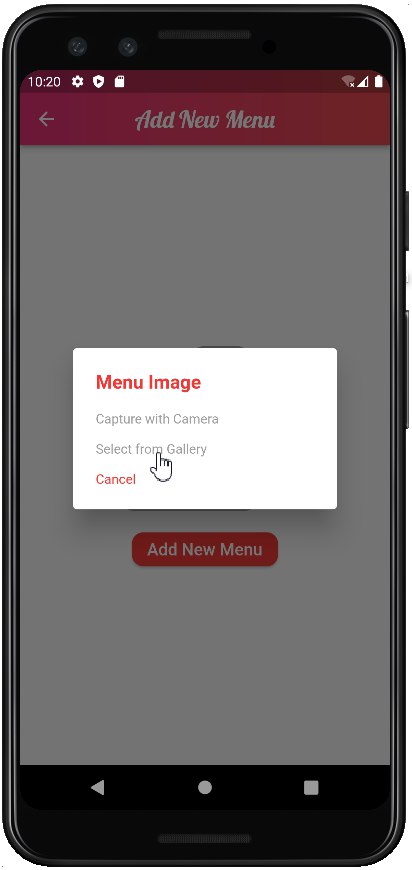 10:20
Add New Menu
Menu Image
Capture with Camera
Select from Gallery
Cancel
Add New Menu